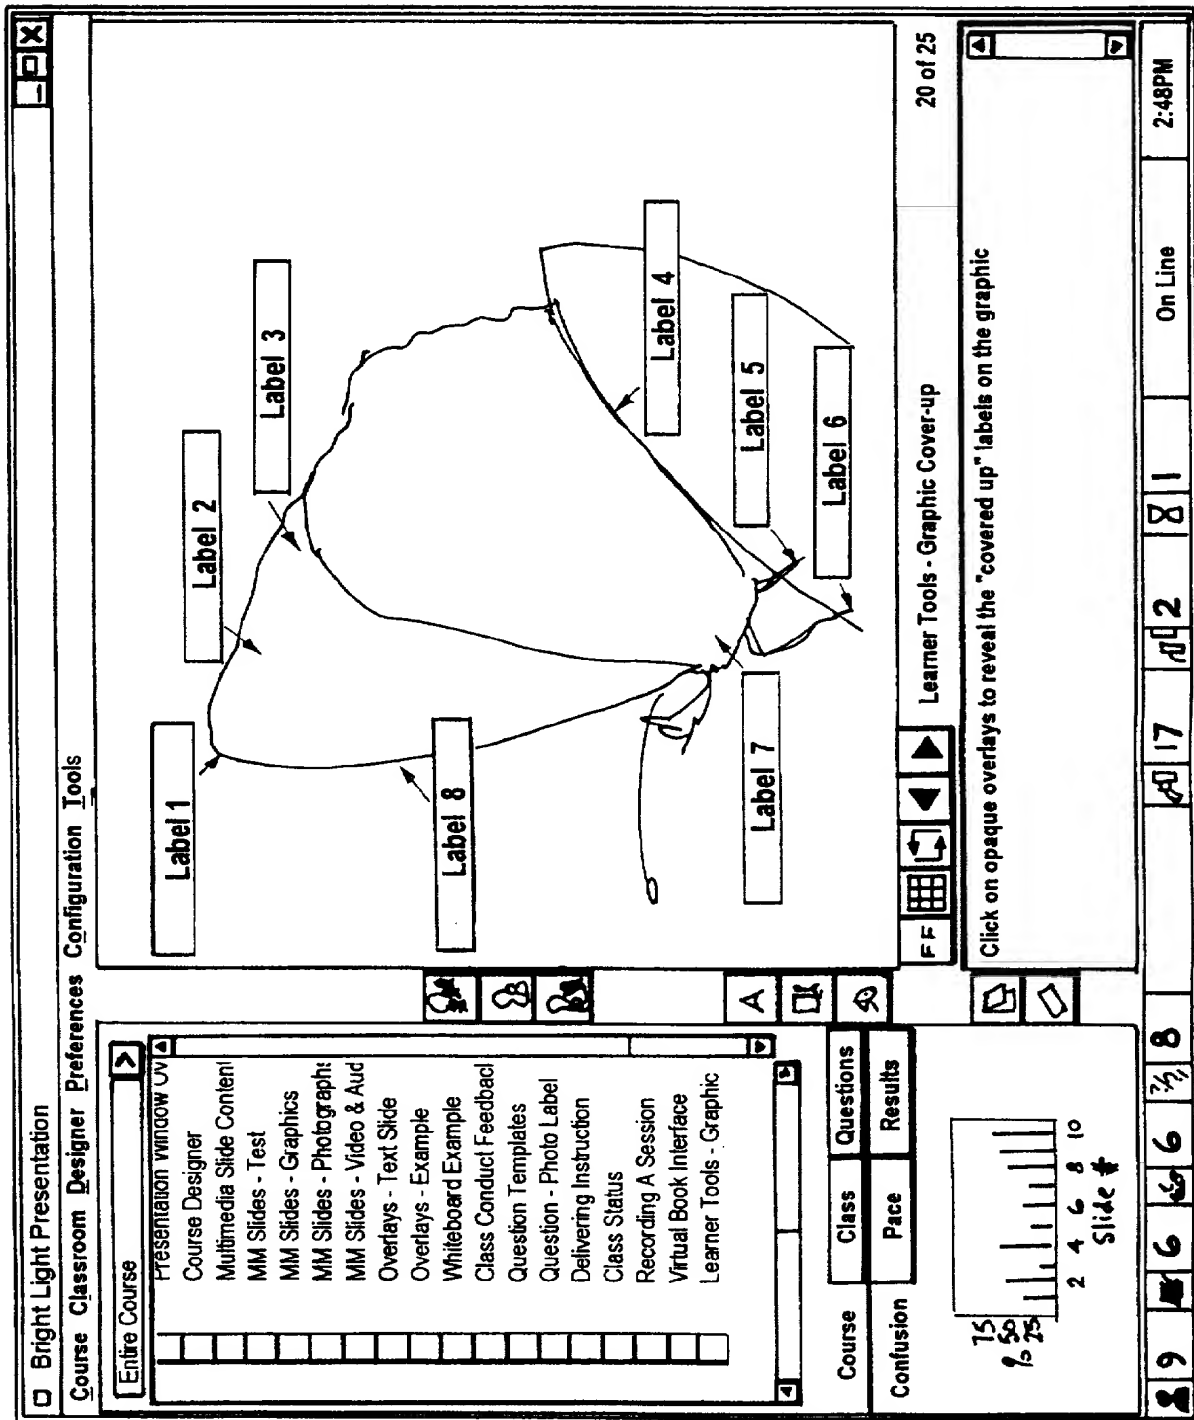 Bright Light Presentation
Course Classroom Designer Preferences Configuration Tools
Entire Course
Presentation Window Ov
Course Designer
Multimedia Slide Content
MM Slides - Test
MM Slides - Graphics
MM Slides - Photographs
MM Slides - Video & Aud
Overlays - Text Slide
Overlays - Example
Whiteboard Example
Class Conduct Feedbacl
Question Templates
Question - Photo Label
Delivering Instruction
Class Status
Recording A Session
Virtual Book Interface
Learner Tools - Graphic
Label 1
Label 2
Label 3
Label 8
Label 4
Label 5
Label 6
Label 7
A
FF
Learner Tools - Graphic Cover-up
20 of 25
Click on opaque overlays to reveal the "covered up" labels on the graphic
Course Class Questions
Confusion Pace Results
75
% 50
25
2 4 6 8 10
Slide #
9 6 6 8 17 2 8 1 On Line 2:48PM